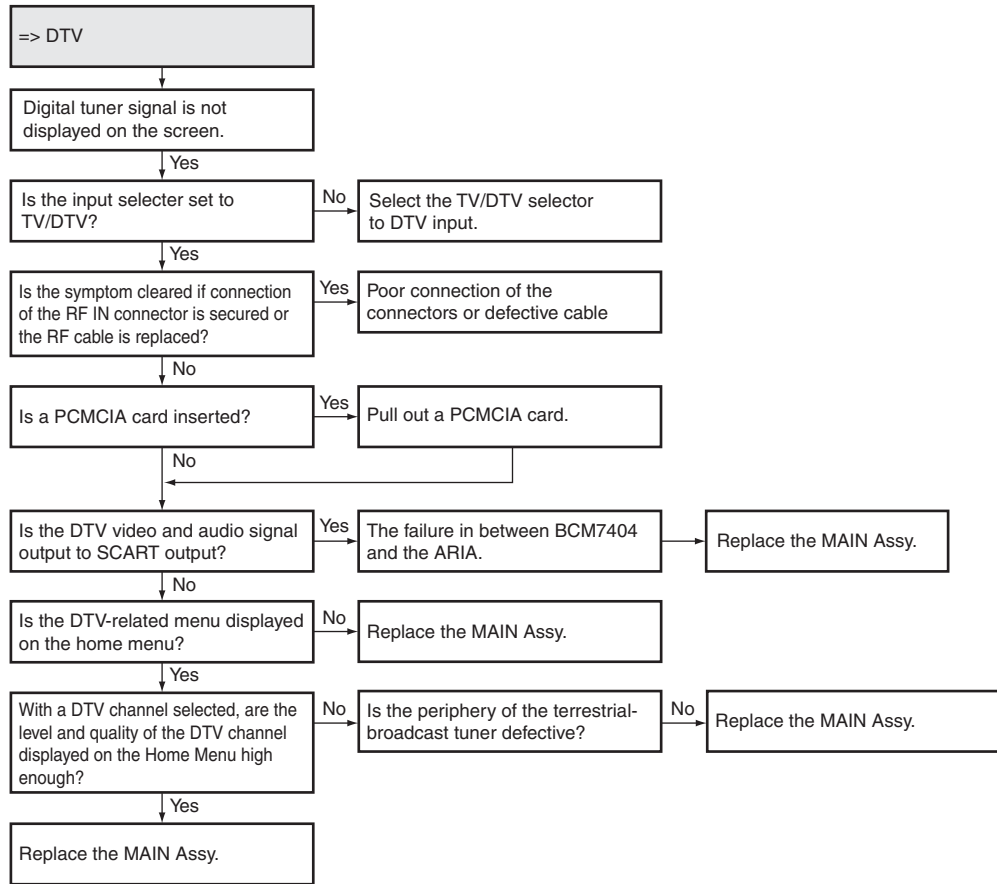 => DTV
Digital tuner signal is not
displayed on the screen.
Yes
Is the input selecter set to
TV/DTV?
No
Select the TV/DTV selector
to DTV input.
Yes
Is the symptom cleared if connection
of the RF IN connector is secured or
the RF cable is replaced?
Yes
Poor connection of the
connectors or defective cable
No
Is a PCMCIA card inserted?
Yes
Pull out a PCMCIA card.
No
Is the DTV video and audio signal
output to SCART output?
Yes
The failure in between BCM7404
and the ARIA.
Replace the MAIN Assy.
No
Is the DTV-related menu displayed
on the home menu?
No
Replace the MAIN Assy.
Yes
With a DTV channel selected, are the
level and quality of the DTV channel
displayed on the Home Menu high
enough?
No
Is the periphery of the terrestrial-
broadcast tuner defective?
No
Replace the MAIN Assy.
Yes
Replace the MAIN Assy.